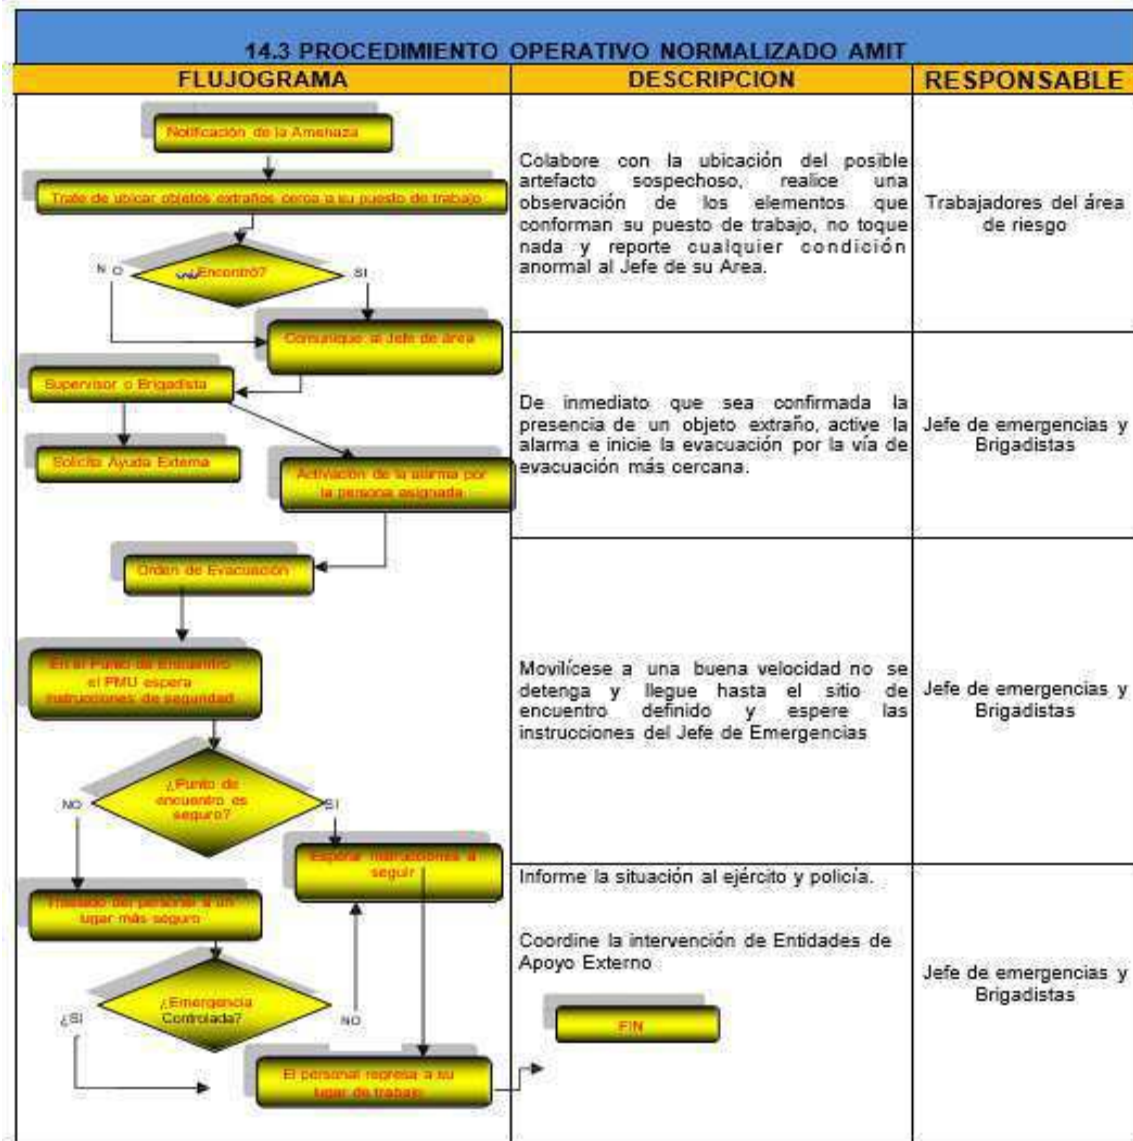 14.3 PROCEDIMIENTO OPERATIVO NORMALIZADO AMIT
FLUJOGRAMA
DESCRIPCION
RESPONSABLE
Notificación de la Amenaza
Trate de ubicar objetos extraños cerca a su puesto de trabajo
Encontró?
N O
SI
Comunique al Jefe de área
Colabore con la ubicación del posible
artefacto sospechoso, realice una
observación de los elementos que
conforman su puesto de trabajo, no toque
nada y reporte cualquier condición
anormal al Jefe de su Area.
Trabajadores del área
de riesgo
Supervisor o Brigadista
Solicita Ayuda Externa
Activación de la alarma por
la persona asignada
De inmediato que sea confirmada la
presencia de un objeto extraño, active la
alarma e inicie la evacuación por la vía de
evacuación más cercana.
Jefe de emergencias y
Brigadistas
Orden de Evacuación
En el Punto de Encuentro
el PMU espera
instrucciones de seguridad
¿Punto de
encuentro es
seguro?
NO
SI
Movilícese a una buena velocidad no se
detenga y llegue hasta el sitio de
encuentro definido y espere las
instrucciones del Jefe de Emergencias
Jefe de emergencias y
Brigadistas
Esperar instrucciones a
seguir
Traslado del personal a un
lugar más seguro
¿Emergencia
Controlada?
¿SI
NO
El personal regresa a su
lugar de trabajo
Informe la situación al ejército y policía.
Coordine la intervención de Entidades de
Apoyo Externo
FIN
Jefe de emergencias y
Brigadistas